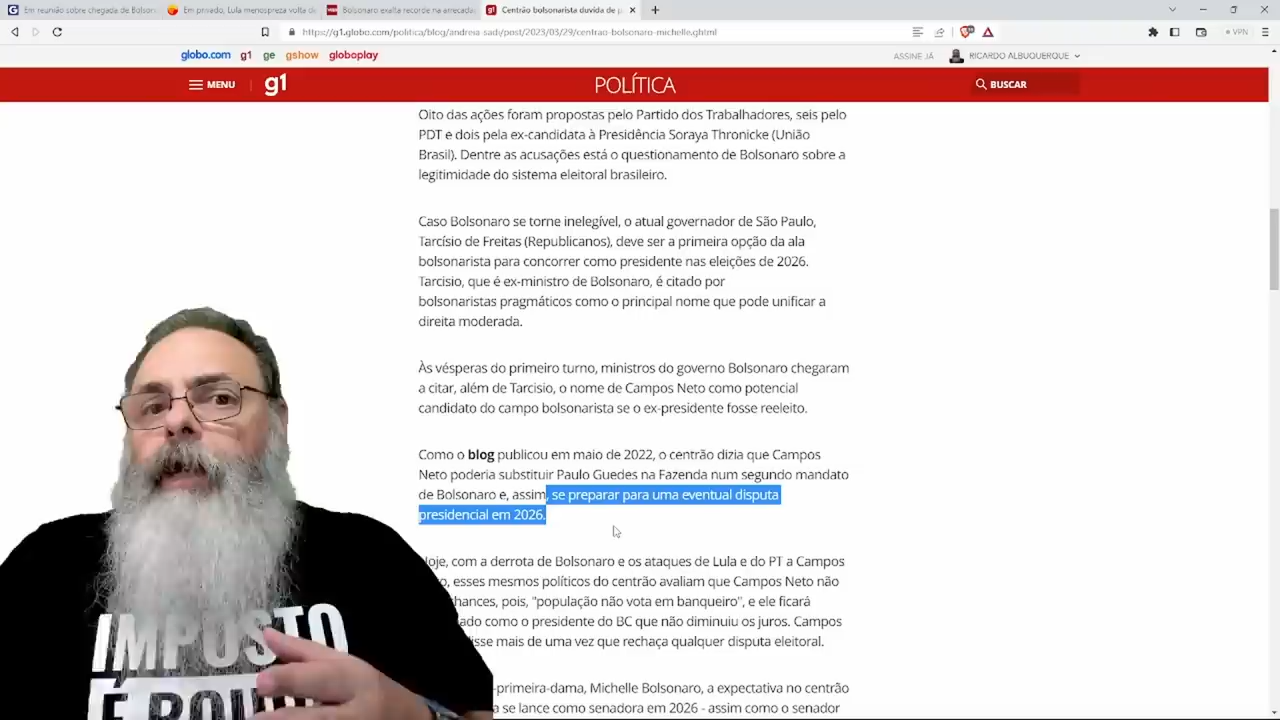 Em reunião sobre chegada de Bolson
Em privado, Lula menospreza volta d
Bolsonaro exalta recorde na arrecada
Centrão bolsonarista duvida de p
https://g1.globo.com/politica/blog/andreia-sadi/post/2023/03/29/centrao-bolsonaro-michelle.ghtml
VPN
globo.com g1 ge gshow globoplay
ASSINE JÁ
RICARDO ALBUQUERQUE
MENU
g1
POLÍTICA
BUSCAR
Oito das ações foram propostas pelo Partido dos Trabalhadores, seis pelo
PDT e dois pela ex-candidata à Presidência Soraya Thronicke (União
Brasil). Dentre as acusações está o questionamento de Bolsonaro sobre a
legitimidade do sistema eleitoral brasileiro.
Caso Bolsonaro se torne inelegível, o atual governador de São Paulo,
Tarcísio de Freitas (Republicanos), deve ser a primeira opção da ala
bolsonarista para concorrer como presidente nas eleições de 2026.
Tarcisio, que é ex-ministro de Bolsonaro, é citado por
bolsonaristas pragmáticos como o principal nome que pode unificar a
direita moderada.
Às vésperas do primeiro turno, ministros do governo Bolsonaro chegaram
a citar, além de Tarcisio, o nome de Campos Neto como potencial
candidato do campo bolsonarista se o ex-presidente fosse reeleito.
Como o blog publicou em maio de 2022, o centrão dizia que Campos
Neto poderia substituir Paulo Guedes na Fazenda num segundo mandato
de Bolsonaro e, assim, se preparar para uma eventual disputa
presidencial em 2026.
oje, com a derrota de Bolsonaro e os ataques de Lula e do PT a Campos
o, esses mesmos políticos do centrão avaliam que Campos Neto não
hances, pois, "população não vota em banqueiro", e ele ficará
ado como o presidente do BC que não diminuiu os juros. Campos
isse mais de uma vez que rechaça qualquer disputa eleitoral.
-primeira-dama, Michelle Bolsonaro, a expectativa no centrão
a se lance como senadora em 2026 - assim como o senador
IMPOSTO
É ROU